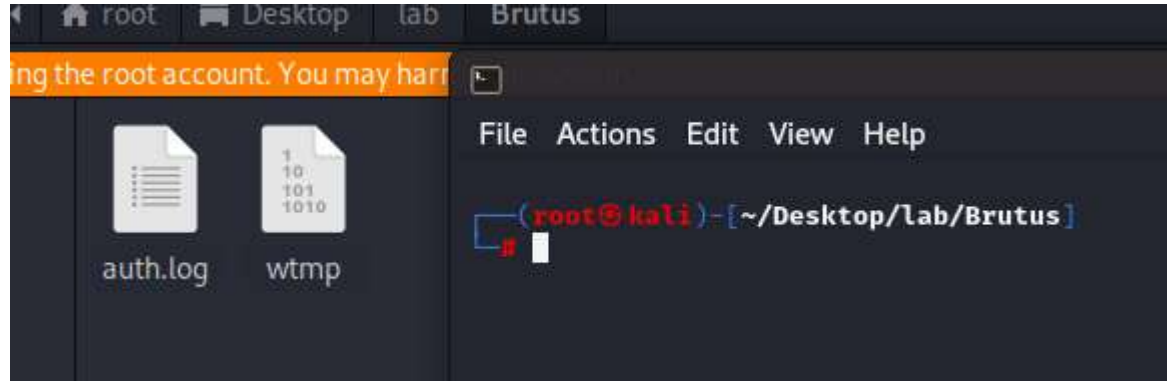 root Desktop lab Brutus
ing the root account. You may harr
File Actions Edit View Help
1
10
101
1010
(root㉿kali)-[~/Desktop/lab/Brutus]
#
auth.log wtmp